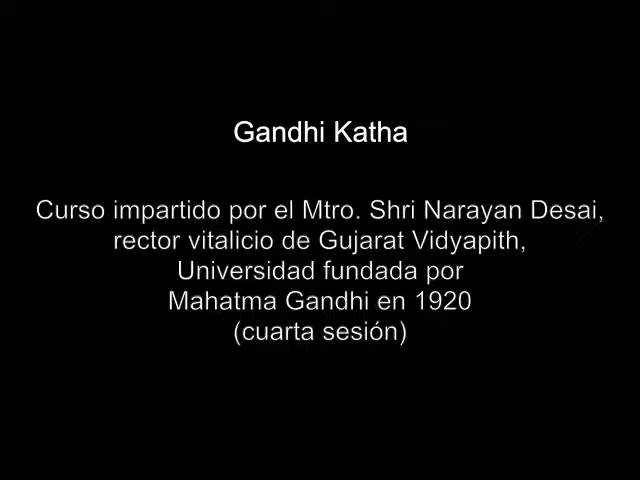 Gandhi Katha
Curso impartido por el Mtro. Shri Narayan Desai,
rector vitalicio de Gujarat Vidyapith,
Universidad fundada por
Mahatma Gandhi en 1920
(cuarta sesión)